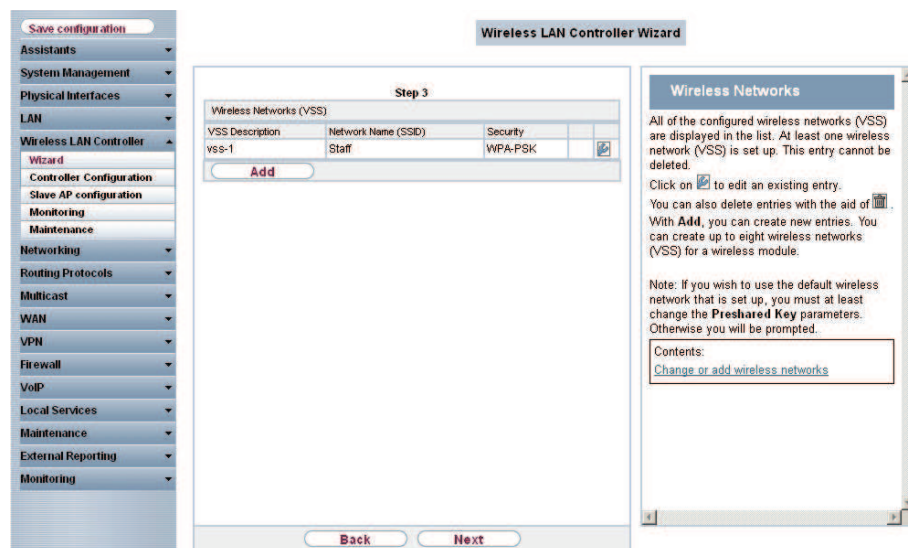 Save configuration
Wireless LAN Controller Wizard
Assistants
System Management
Physical Interfaces
LAN
Wireless LAN Controller
Wizard
Controller Configuration
Slave AP configuration
Monitoring
Maintenance
Networking
Routing Protocols
Multicast
WAN
VPN
Firewall
VoIP
Local Services
Maintenance
External Reporting
Monitoring
Step 3
Wireless Networks (VSS)
VSS Description Network Name (SSID) Security
vss-1 Staff WPA-PSK
Add
Back Next
Wireless Networks
All of the configured wireless networks (VSS)
are displayed in the list. At least one wireless
network (VSS) is set up. This entry cannot be
deleted.
Click on to edit an existing entry.
You can also delete entries with the aid of .
With Add, you can create new entries. You
can create up to eight wireless networks
(VSS) for a wireless module.
Note: If you wish to use the default wireless
network that is set up, you must at least
change the Preshared Key parameters.
Otherwise you will be prompted.
Contents:
Change or add wireless networks